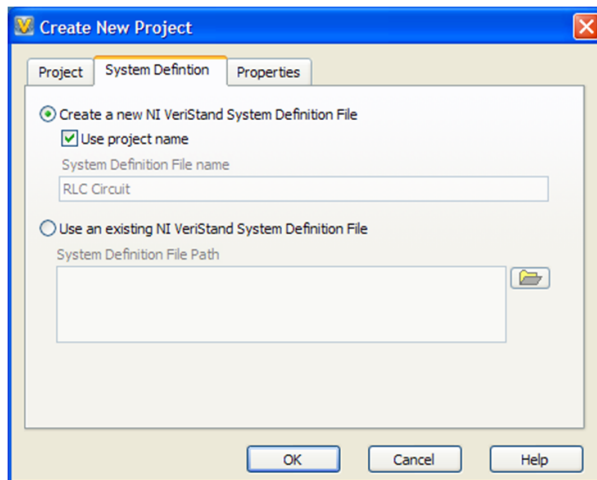 Create New Project
Project
System Defintion
Properties
Create a new NI VeriStand System Definition File
Use project name
System Definition File name
RLC Circuit
Use an existing NI VeriStand System Definition File
System Definition File Path
OK
Cancel
Help